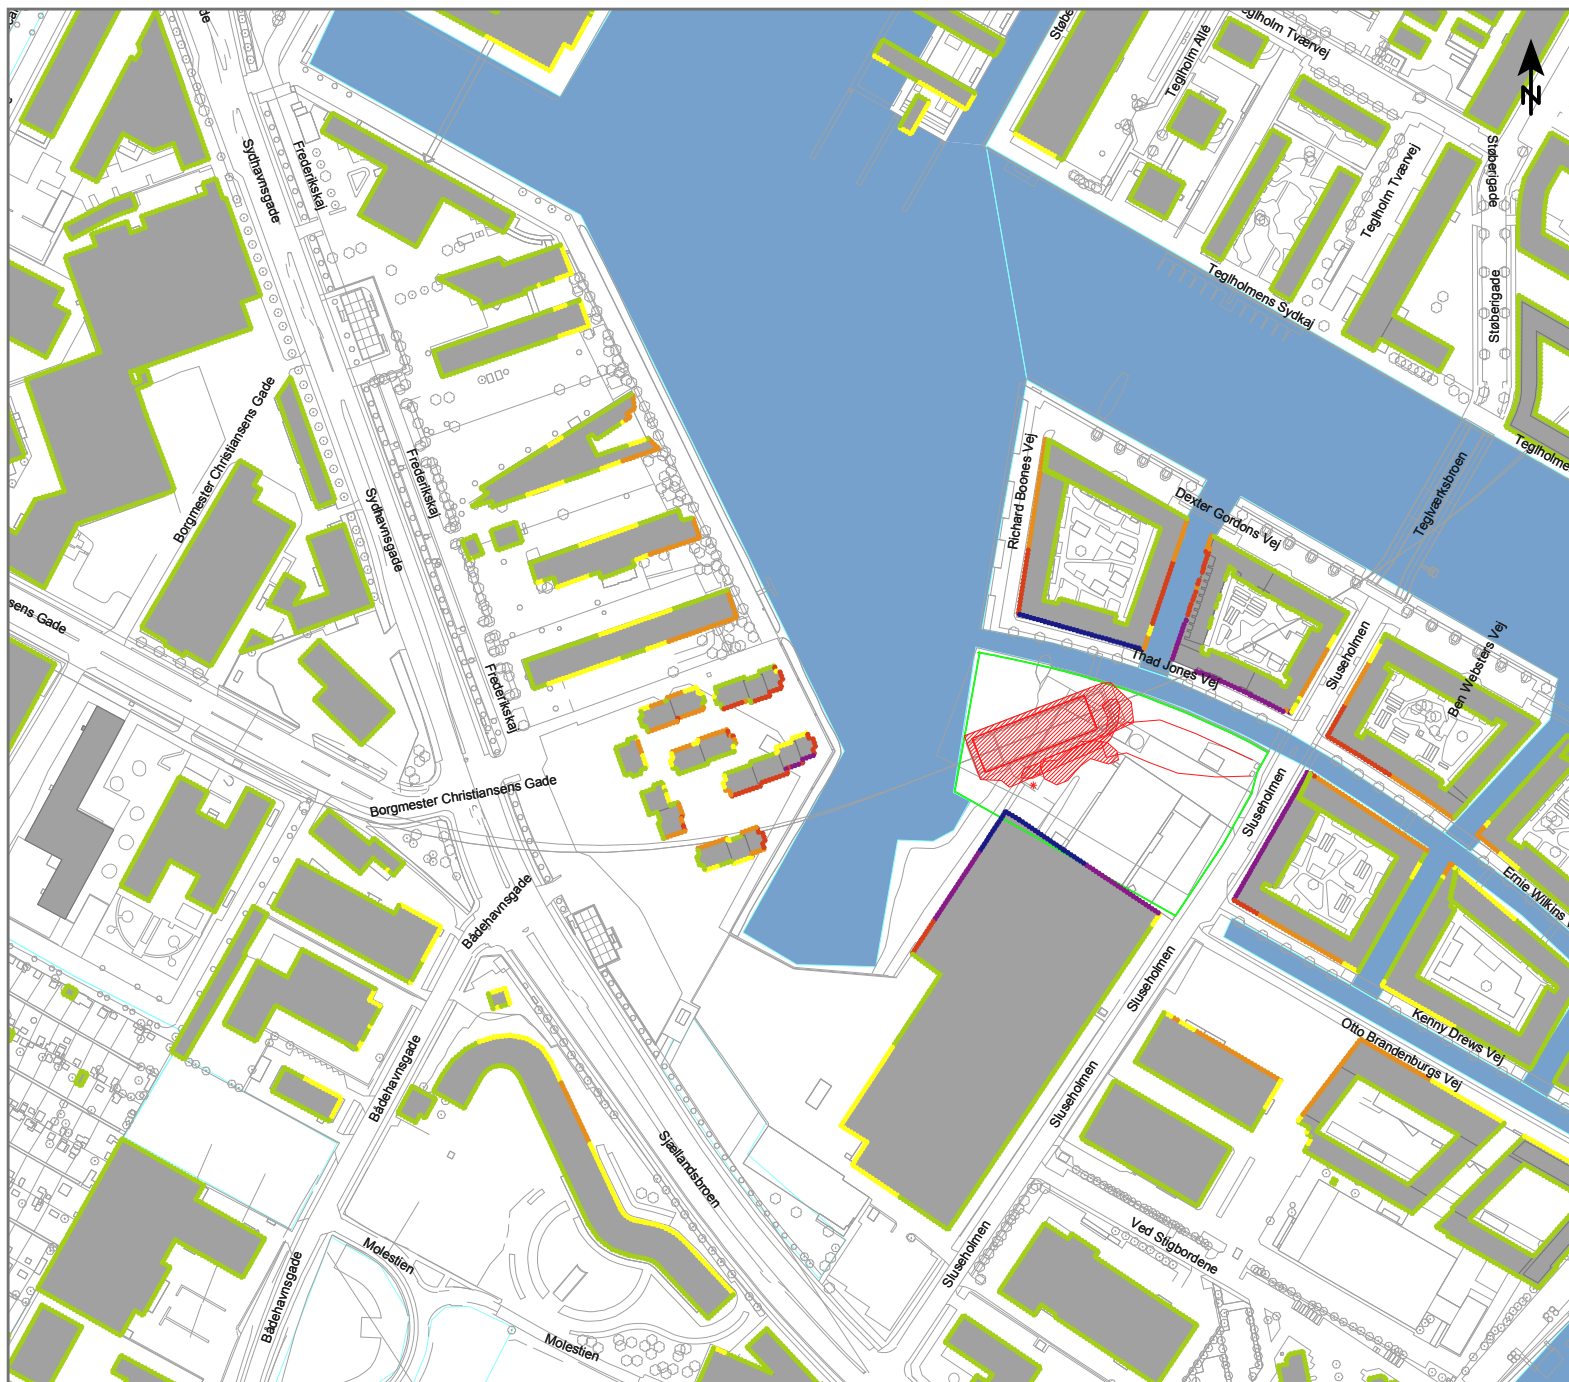 Støbe
Teglholm Tværvej
Teglholm Allé
N
de
Sydhavnsgade
Frederikskaj
Teglholm Tværvej
Støberigade
Teglholmens Sydkaj
Støberigade
Borgmester Christiansens Gade
Frederikskaj
Sydhavnsgade
Richard Boones Vej
Dexter Gordons Vej
Teglværksbroen
Teglholme
sens Gade
Frederikskaj
Thad Jones Vej
Sluseholmen
Ben Websters Vej
Borgmester Christiansens Gade
Sluseholmen
Ernie Wilkins
Bådehavnsgade
Sluseholmen
Kenny Drews Vej
Otto Brandenburgs Vej
Bådehavnsgade
Sluseholmen
Sjællandsbroen
Ved Stigbordene
Sluseholmen
Molestien
Bådehavnsgade
Molestien